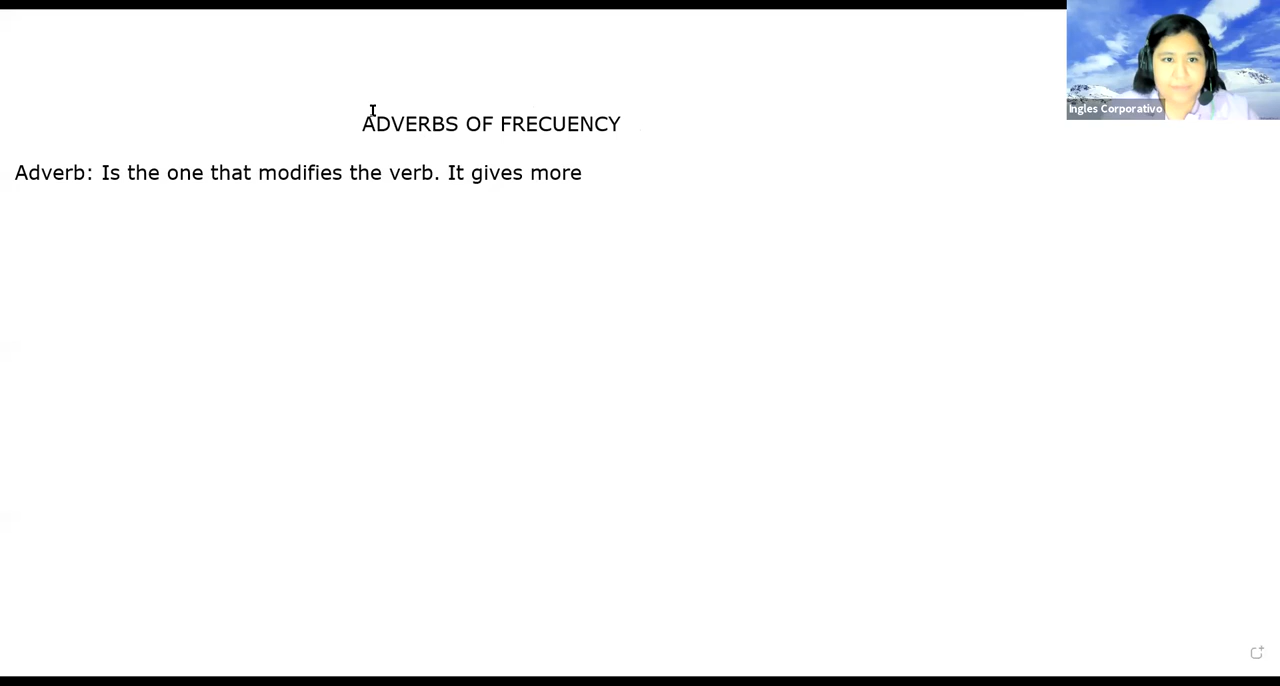 Ingles Corporativo
ADVERBS OF FRECUENCY
Adverb: Is the one that modifies the verb. It gives more